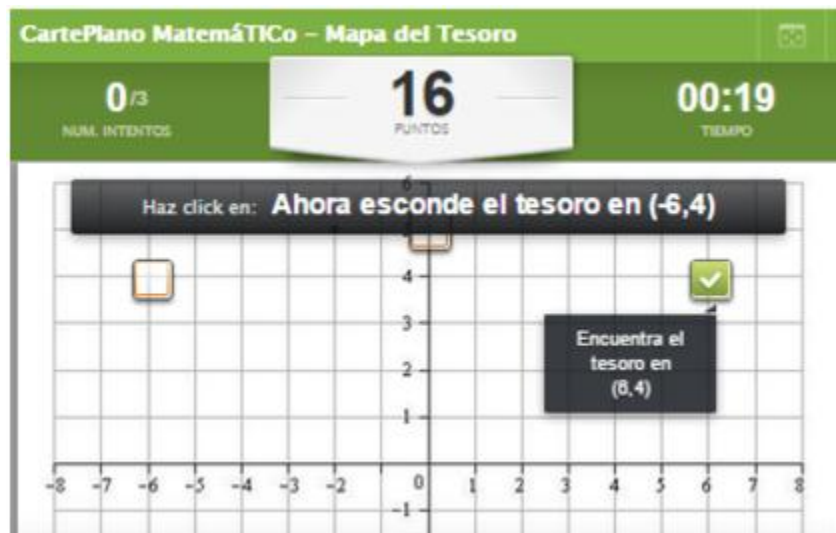 CartePlano MatemáTICo – Mapa del Tesoro
0/3
NUM. INTENTOS
16
PUNTOS
00:19
TIEMPO
6
Haz click en: Ahora esconde el tesoro en (-6,4)
4
3
Encuentra el
tesoro en
(6,4)
2
1
-8 -7 -6 -5 -4 -3 -2 0 1 2 3 4 5 6 7 8
-1